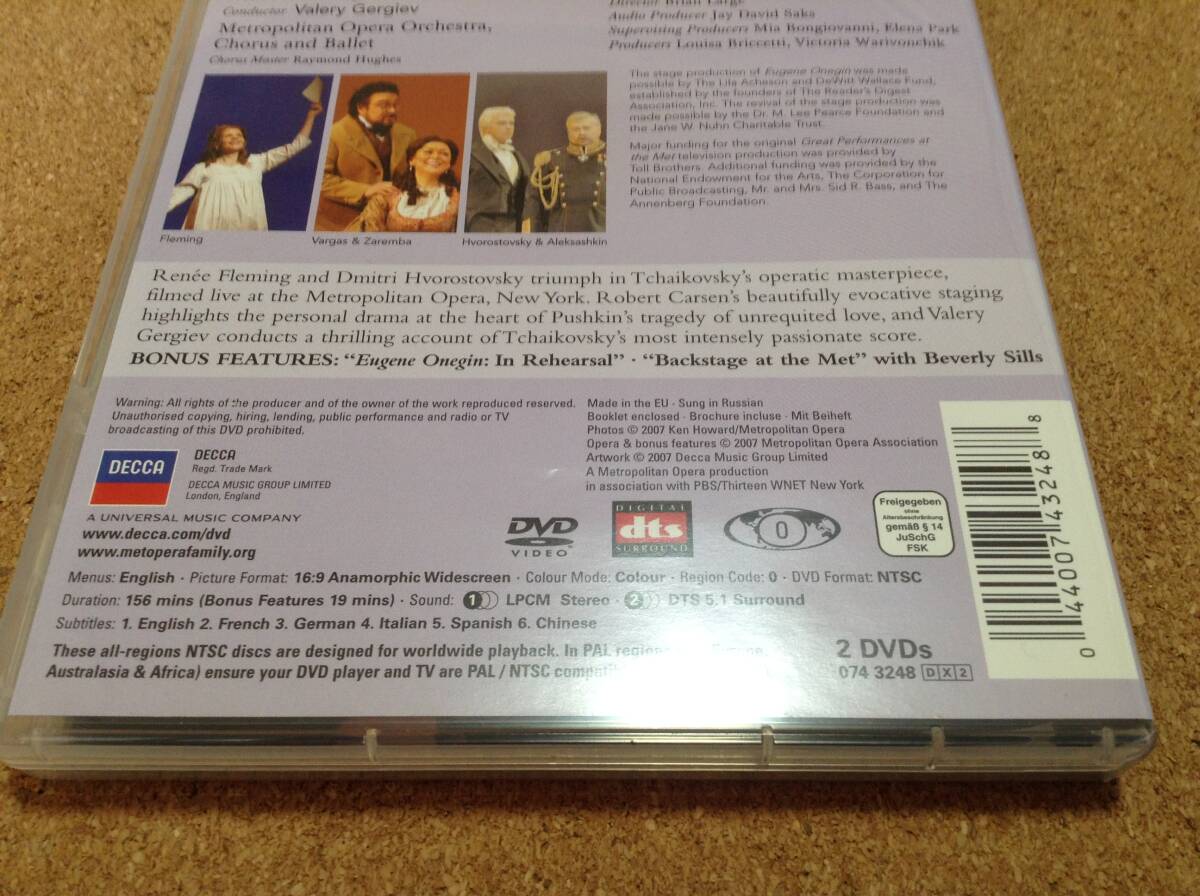 Conductor Valery Gergiev
Metropolitan Opera Orchestra,
Chorus and Ballet
Chorus Master Raymond Hughes
Director Brian Large
Audio Producer Jay David Saks
Supervising Producers Mia Bongiovanni, Elena Park
Producers Louisa Briccetti, Victoria Warivonchik
The stage production of Eugene Onegin was made
possible by The Lila Acheson and DeWitt Wallace Fund,
established by the founders of The Reader's Digest
Association, Inc. The revival of the stage production was
made possible by the Dr. M. Lee Pearce Foundation and
the Jane W. Nuhn Charitable Trust.
Major funding for the original Great Performances at
the Met television production was provided by
Toll Brothers. Additional funding was provided by the
National Endowment for the Arts, The Corporation for
Public Broadcasting, Mr. and Mrs. Sid R. Bass, and The
Annenberg Foundation.
Fleming
Vargas & Zaremba
Hvorostovsky & Aleksashkin
Renée Fleming and Dmitri Hvorostovsky triumph in Tchaikovsky's operatic masterpiece,
filmed live at the Metropolitan Opera, New York. Robert Carsen's beautifully evocative staging
highlights the personal drama at the heart of Pushkin's tragedy of unrequited love, and Valery
Gergiev conducts a thrilling account of Tchaikovsky's most intensely passionate score.
BONUS FEATURES: "Eugene Onegin: In Rehearsal" · "Backstage at the Met" with Beverly Sills
Warning: All rights of the producer and of the owner of the work reproduced reserved.
Unauthorised copying, hiring, lending, public performance and radio or TV
broadcasting of this DVD prohibited.
DECCA
DECCA
Regd. Trade Mark
DECCA MUSIC GROUP LIMITED
London, England
A UNIVERSAL MUSIC COMPANY
www.decca.com/dvd
www.metoperafamily.org
Made in the EU · Sung in Russian
Booklet enclosed · Brochure incluse · Mit Beiheft
Photos © 2007 Ken Howard/Metropolitan Opera
Opera & bonus features © 2007 Metropolitan Opera Association
Artwork © 2007 Decca Music Group Limited
A Metropolitan Opera production
in association with PBS/Thirteen WNET New York
DVD
VIDEO
DIGITAL
dts
SURROUND
0
Freigegeben
ohne
Altersbeschränkung
gemäß § 14
JuSchG
FSK
0 44007 43248 8
Menus: English · Picture Format: 16:9 Anamorphic Widescreen · Colour Mode: Colour · Region Code: 0 · DVD Format: NTSC
Duration: 156 mins (Bonus Features 19 mins) · Sound: 1 LPCM Stereo · 2 DTS 5.1 Surround
Subtitles: 1. English 2. French 3. German 4. Italian 5. Spanish 6. Chinese
These all-regions NTSC discs are designed for worldwide playback. In PAL
Australasia & Africa) ensure your DVD player and TV are PAL / NTSC
2 DVDs
074 3248 DX2